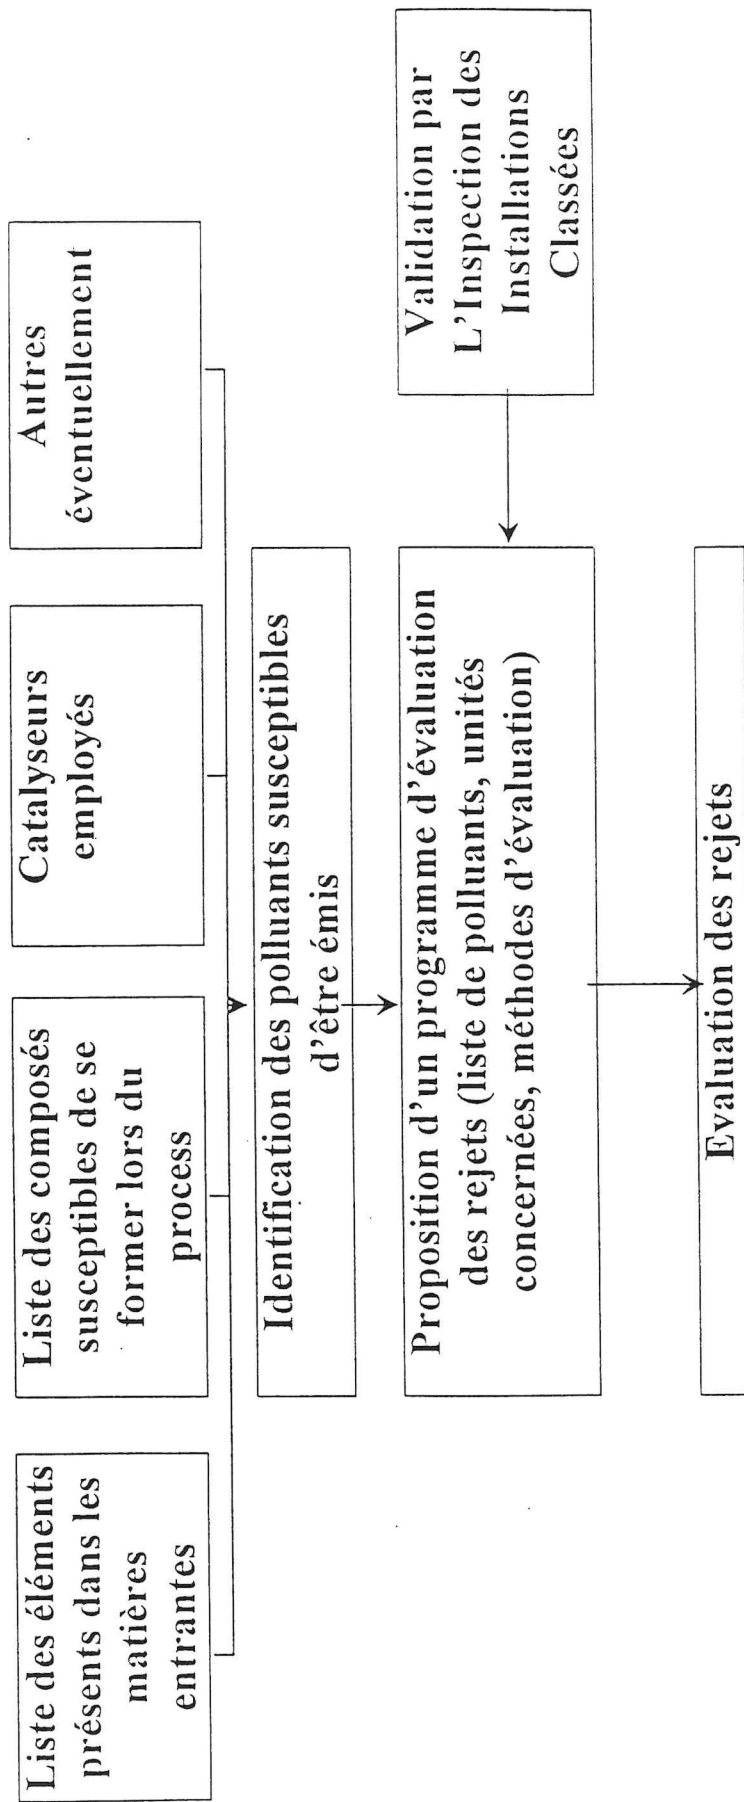 Liste des éléments
présents dans les
matières
entrantes
Liste des composés
susceptibles de se
former lors du
process
Catalyseurs
employés
Autres
éventuellement
Identification des polluants susceptibles
d'être émis
Proposition d'un programme d'évaluation
des rejets (liste de polluants, unités
concernées, méthodes d'évaluation)
Validation par
L'Inspection des
Installations
Classées
Evaluation des rejets